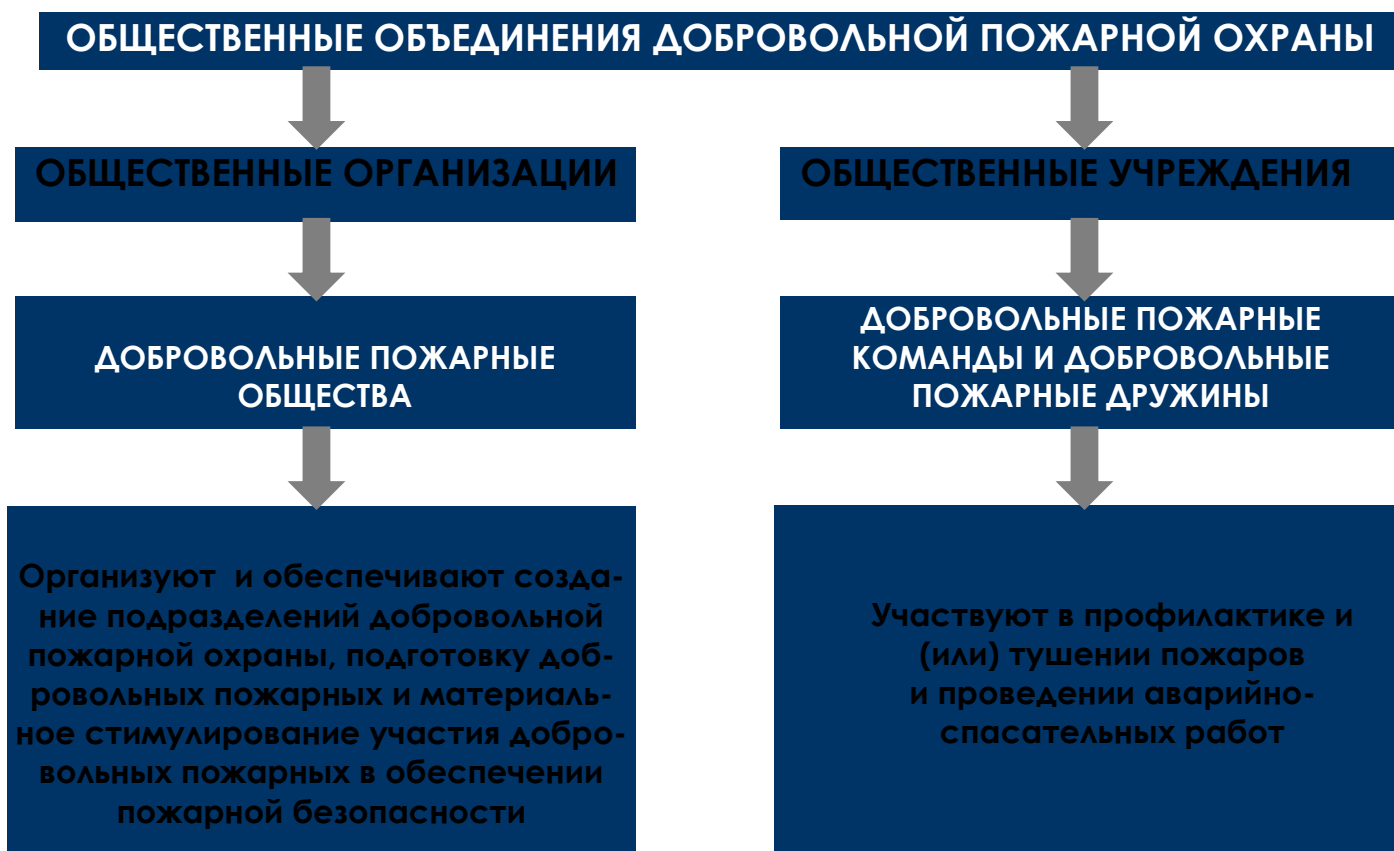 ОБЩЕСТВЕННЫЕ ОБЪЕДИНЕНИЯ ДОБРОВОЛЬНОЙ ПОЖАРНОЙ ОХРАНЫ
ОБЩЕСТВЕННЫЕ ОРГАНИЗАЦИИ
ОБЩЕСТВЕННЫЕ УЧРЕЖДЕНИЯ
ДОБРОВОЛЬНЫЕ ПОЖАРНЫЕ
ОБЩЕСТВА
ДОБРОВОЛЬНЫЕ ПОЖАРНЫЕ
КОМАНДЫ И ДОБРОВОЛЬНЫЕ
ПОЖАРНЫЕ ДРУЖИНЫ
Организуют и обеспечивают созда-
ние подразделений добровольной
пожарной охраны, подготовку доб-
ровольных пожарных и материаль-
ное стимулирование участия добро-
вольных пожарных в обеспечении
пожарной безопасности
Участвуют в профилактике и
(или) тушении пожаров
и проведении аварийно-
спасательных работ